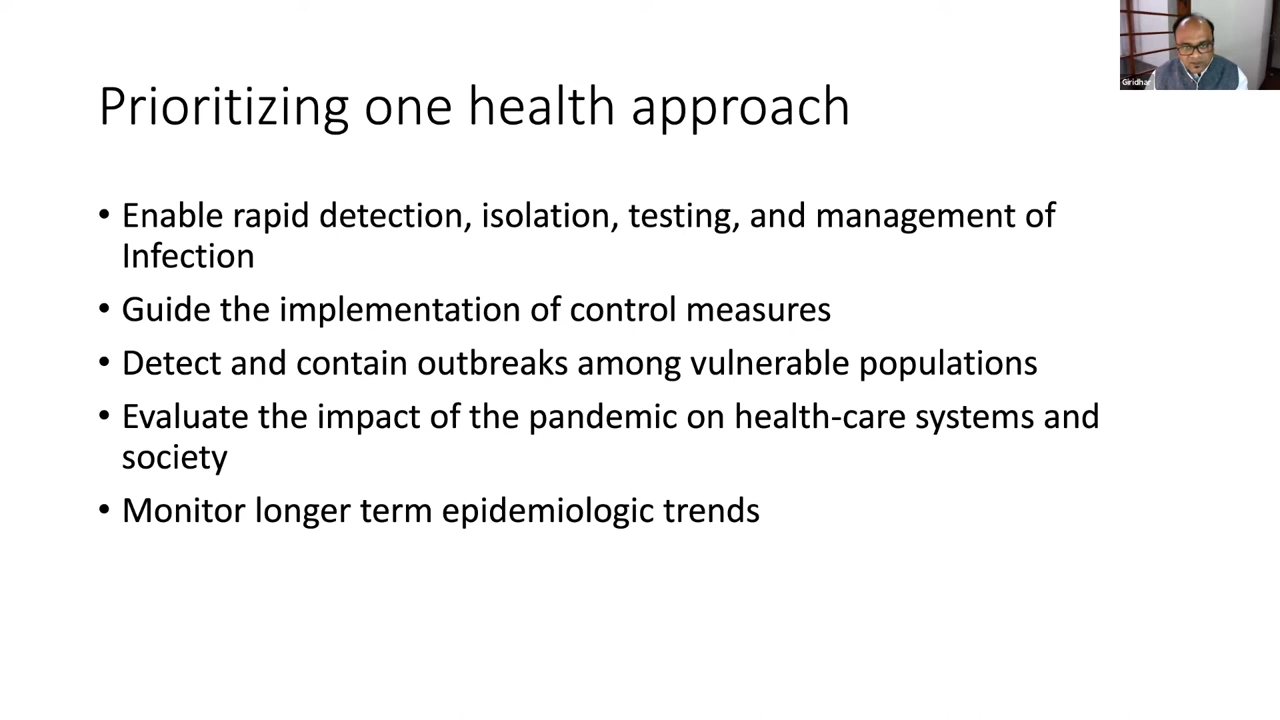 Giridhar
Prioritizing one health approach
• Enable rapid detection, isolation, testing, and management of
Infection
• Guide the implementation of control measures
• Detect and contain outbreaks among vulnerable populations
• Evaluate the impact of the pandemic on health-care systems and
society
• Monitor longer term epidemiologic trends